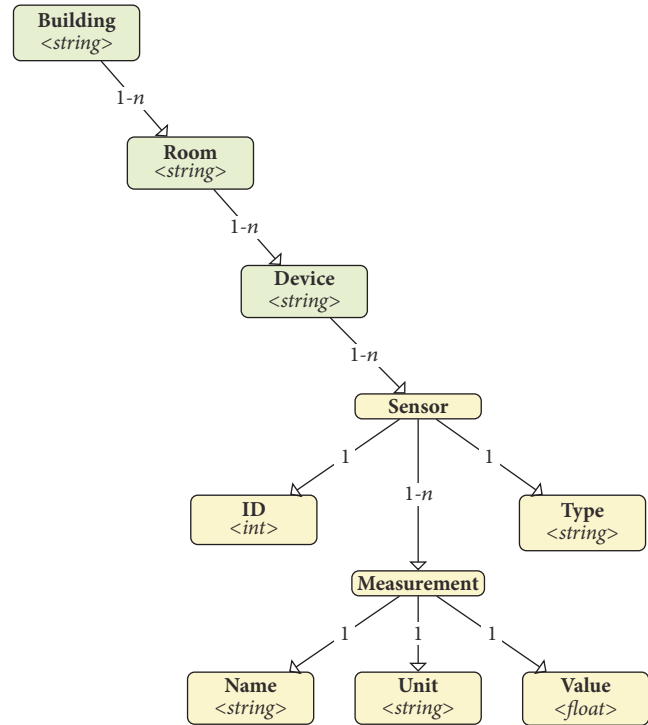 Building
<string>
1-n
Room
<string>
1-n
Device
<string>
1-n
Sensor
1
1-n
1
ID
<int>
Type
<string>
Measurement
1
1
1
Name
<string>
Unit
<string>
Value
<float>